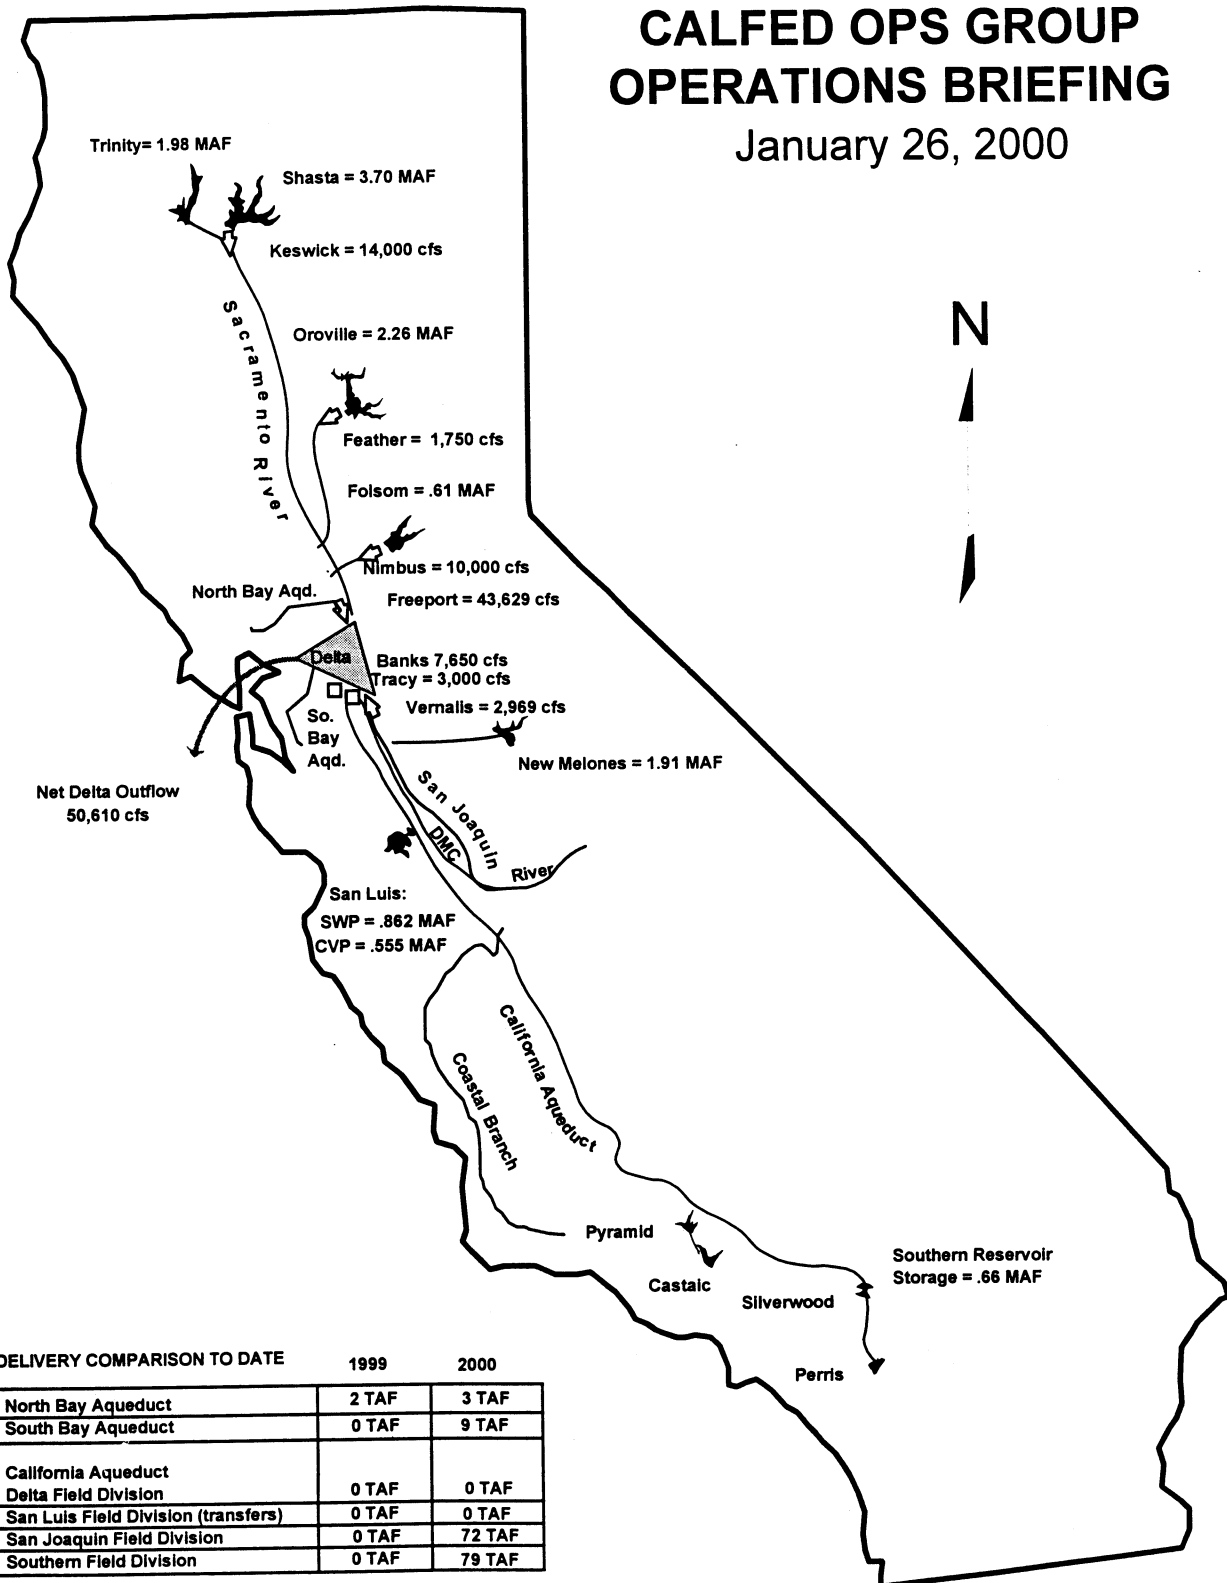 CALFED OPS GROUP
OPERATIONS BRIEFING
January 26, 2000
Trinity= 1.98 MAF
Shasta = 3.70 MAF
Keswick = 14,000 cfs
Sacramento River
Oroville = 2.26 MAF
N
Feather = 1,750 cfs
Folsom = .61 MAF
Nimbus = 10,000 cfs
North Bay Aqd.
Freeport = 43,629 cfs
Delta
Banks 7,650 cfs
Tracy = 3,000 cfs
Vernalis = 2,969 cfs
So.
Bay
Aqd.
New Melones = 1.91 MAF
Net Delta Outflow
50,610 cfs
San Joaquin
River
DMC
San Luis:
SWP = .862 MAF
CVP = .555 MAF
California Aqueduct
Coastal Branch
Pyramid
Castaic
Silverwood
Southern Reservoir
Storage = .66 MAF
Perris
DELIVERY COMPARISON TO DATE 1999 2000
North Bay Aqueduct 2 TAF 3 TAF
South Bay Aqueduct 0 TAF 9 TAF
California Aqueduct
Delta Field Division 0 TAF 0 TAF
San Luis Field Division (transfers) 0 TAF 0 TAF
San Joaquin Field Division 0 TAF 72 TAF
Southern Field Division 0 TAF 79 TAF